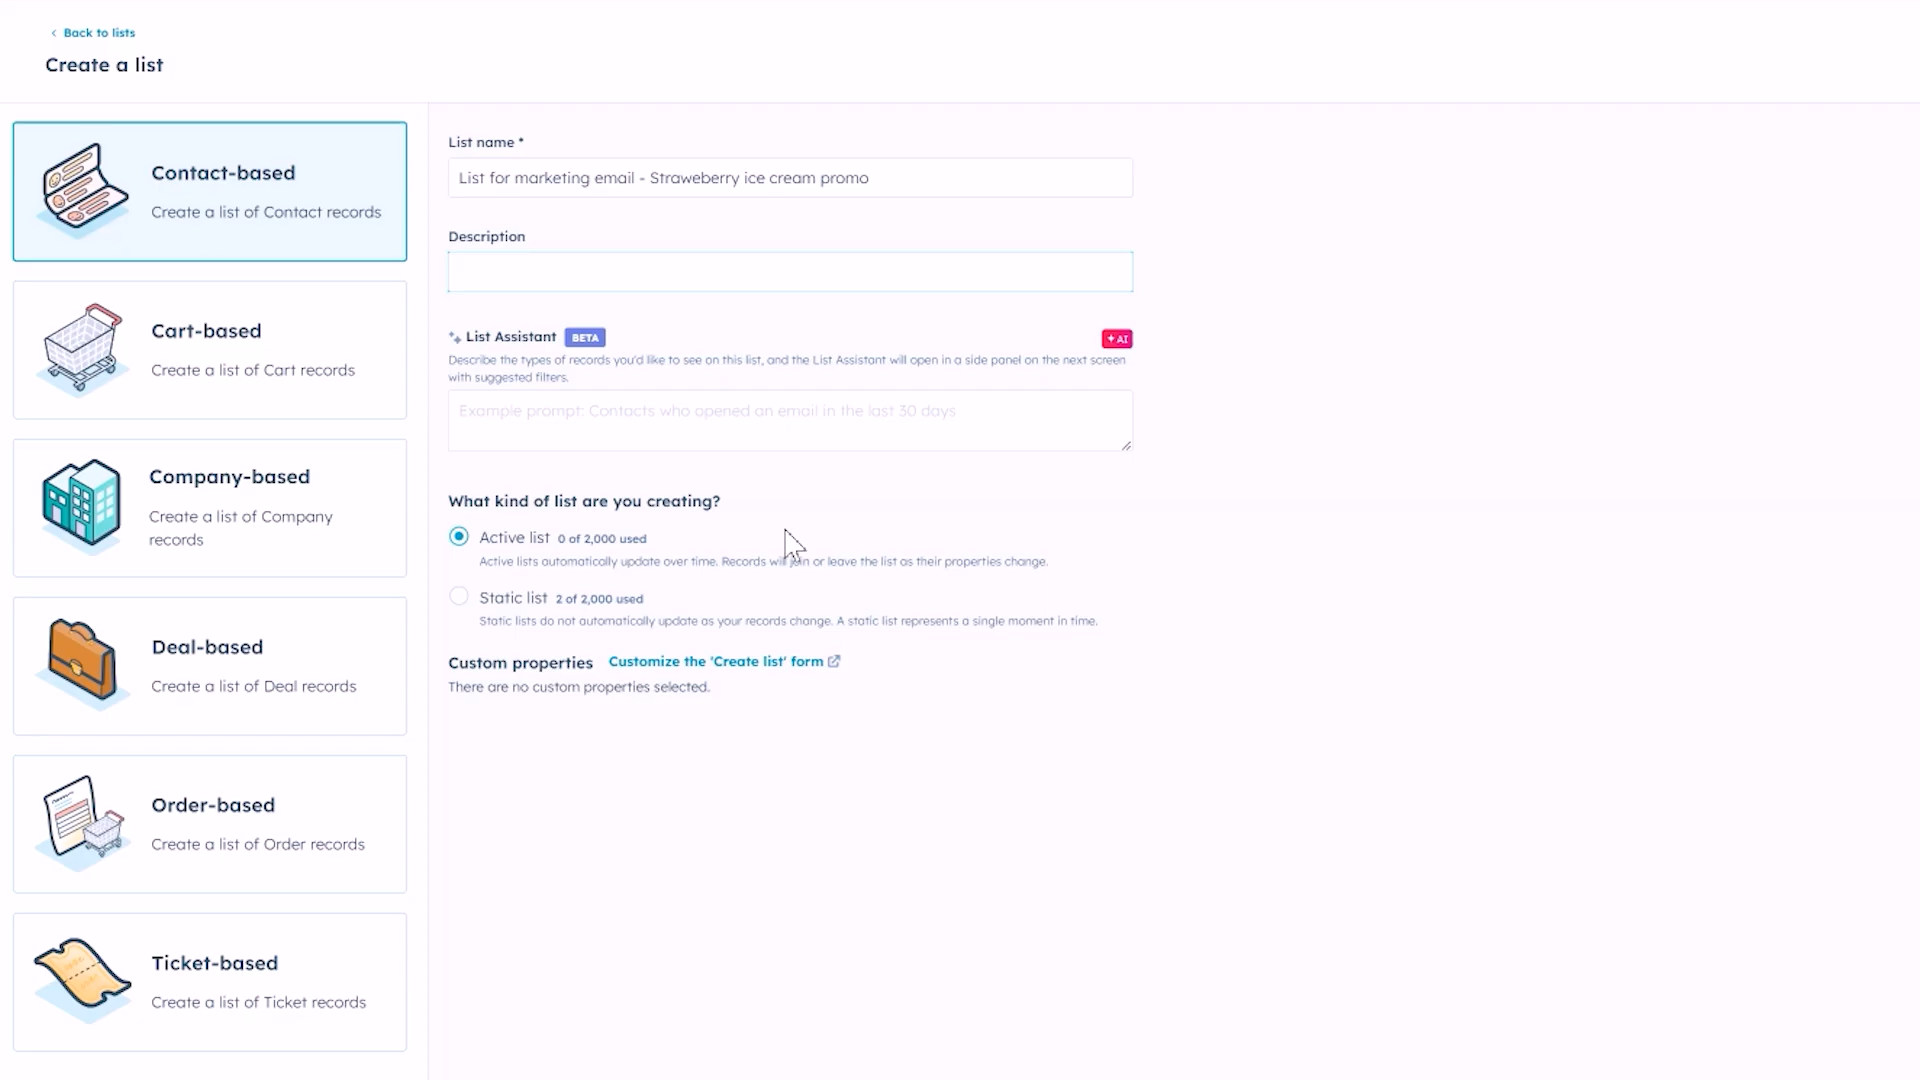 Back to lists
Create a list
Contact-based
Create a list of Contact records
Cart-based
Create a list of Cart records
Company-based
Create a list of Company
records
Deal-based
Create a list of Deal records
Order-based
Create a list of Order records
Ticket-based
Create a list of Ticket records
List name *
List for marketing email - Straweberry ice cream promo
Description
List Assistant BETA
AI
Describe the types of records you'd like to see on this list, and the List Assistant will open in a side panel on the next screen
with suggested filters.
Example prompt: Contacts who opened an email in the last 30 days
What kind of list are you creating?
Active list 0 of 2,000 used
Active lists automatically update over time. Records will join or leave the list as their properties change.
Static list 2 of 2,000 used
Static lists do not automatically update as your records change. A static list represents a single moment in time.
Custom properties Customize the 'Create list' form
There are no custom properties selected.